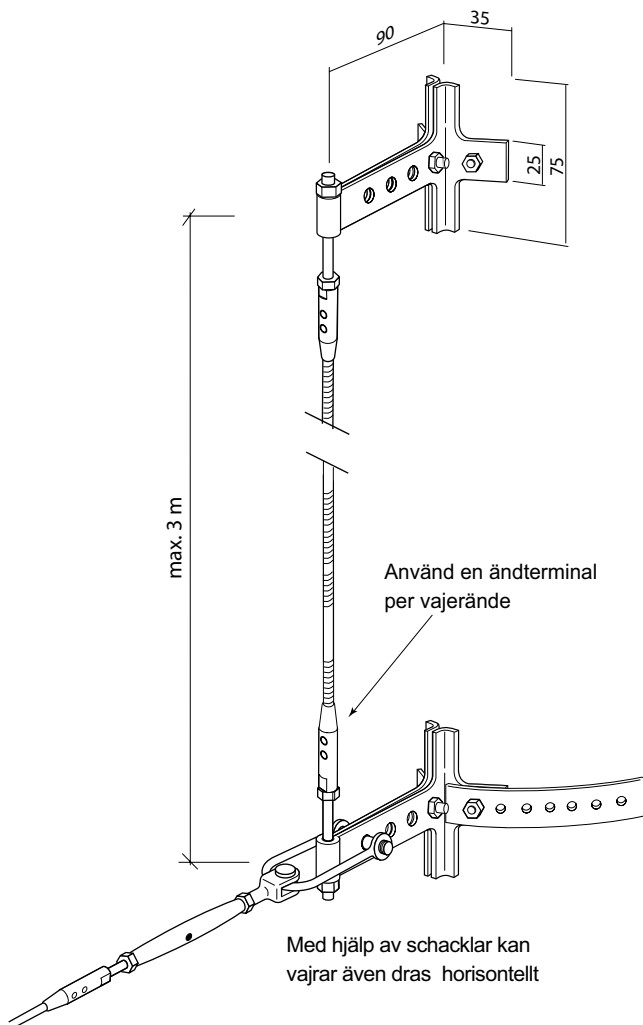 90
35
25
75
max. 3 m
Använd en ändterminal
per vajerände
Med hjälp av schacklar kan
vajrar även dras horisontellt